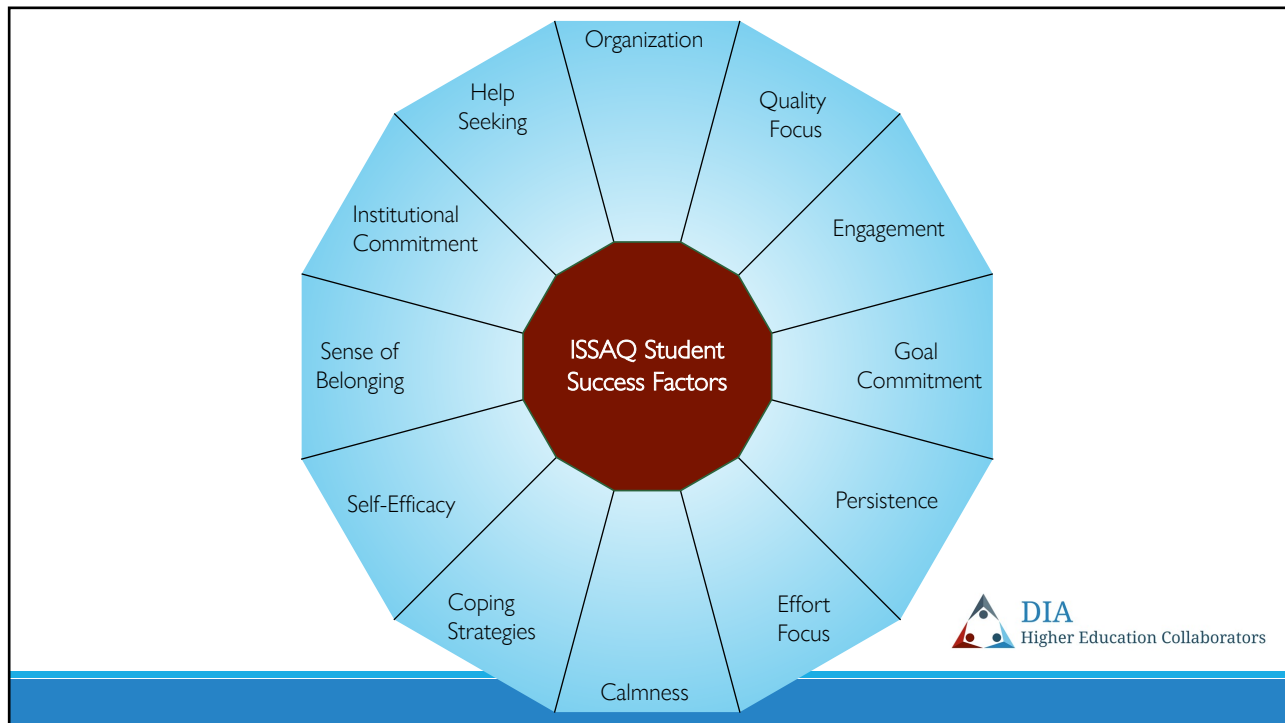 Organization
Quality
Focus
Engagement
Goal
Commitment
Persistence
Effort
Focus
Calmness
Coping
Strategies
Self-Efficacy
Sense of
Belonging
Institutional
Commitment
Help
Seeking
ISSAQ Student
Success Factors
DIA
Higher Education Collaborators